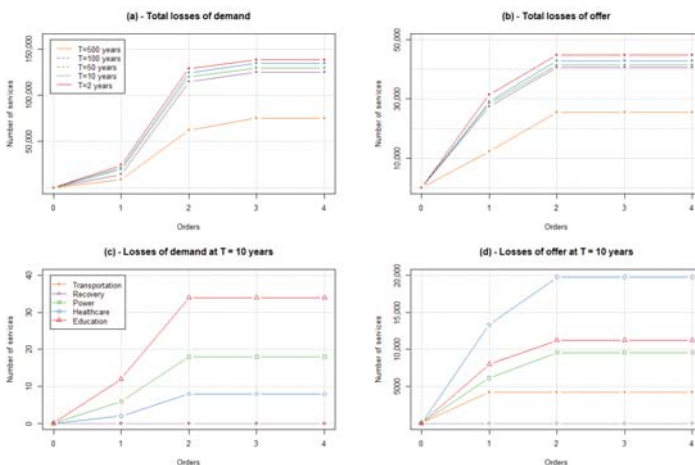 (a) - Total losses of demand
Number of services
150,000
100,000
50,000
T=500 years
T=100 years
T=50 years
T=10 years
T=2 years
0 1 2 3 4
Orders
(b) - Total losses of offer
Number of services
50,000
30,000
10,000
0 1 2 3 4
Orders
(c) - Losses of demand at T = 10 years
Number of services
40
30
20
10
0
Transportation
Recovery
Power
Healthcare
Education
0 1 2 3 4
Orders
(d) - Losses of offer at T = 10 years
Number of services
20,000
15,000
10,000
5000
0 1 2 3 4
Orders